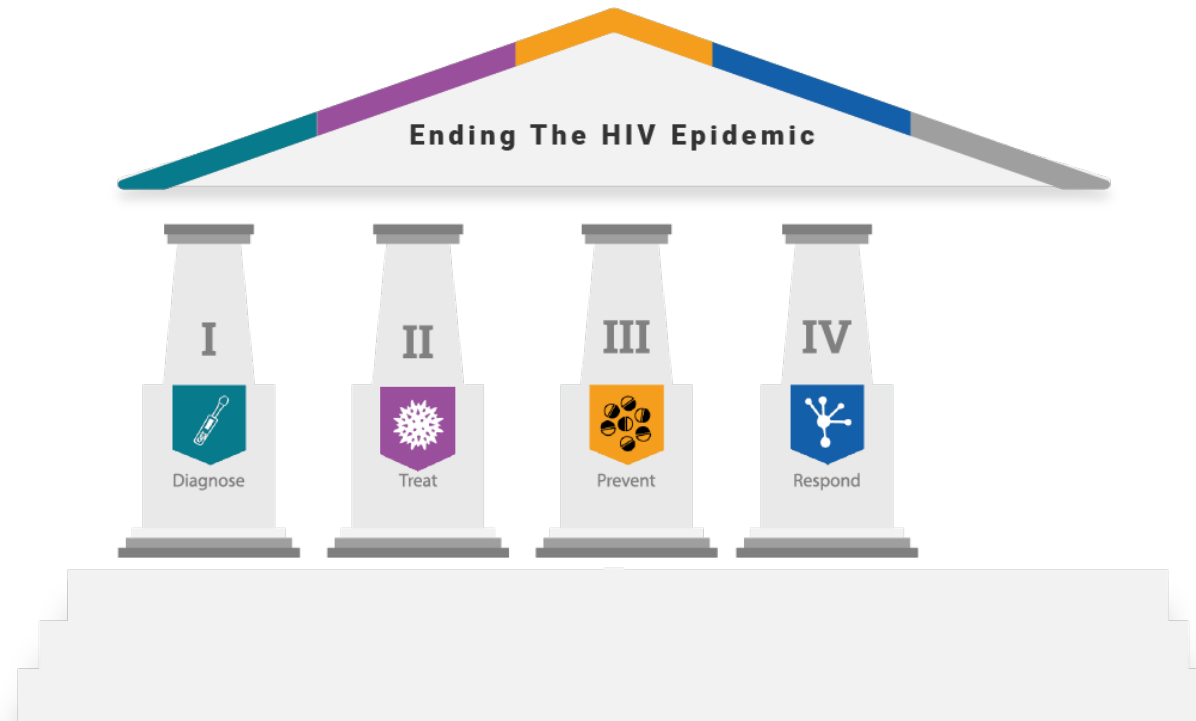 Ending The HIV Epidemic
I
II
III
IV
Diagnose
Treat
Prevent
Respond